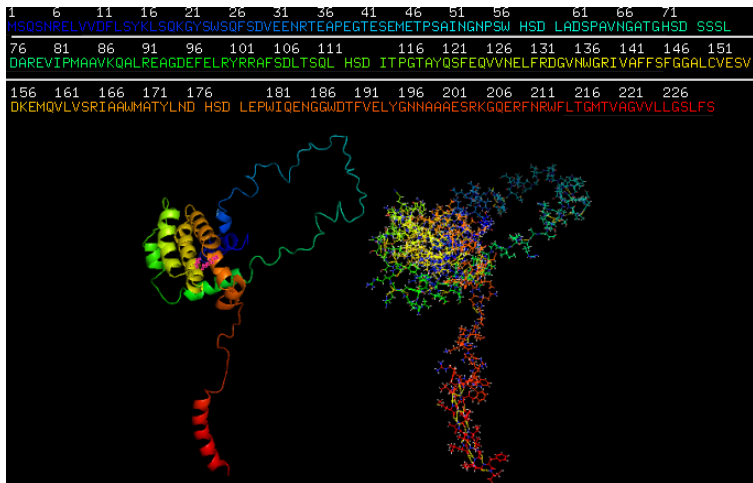 1 6 11 16 21 26 31 36 41 46 51 56 61 66 71
MSQSNRELVVDFLSYKLSQKGYSWSQFSDVEENRTEAPEGTESEMETPSAINGNPSW HSD LADSPAVNGATGHSD SSSL
76 81 86 91 96 101 106 111 116 121 126 131 136 141 146 151
DAREVIPMAAVKQALREAGDEFELRYRRAFSDLTSQL HSD ITPGTAYQSFEQVVNELFRDGVNWGRIVAFFSFGGALCVESV
156 161 166 171 176 181 186 191 196 201 206 211 216 221 226
DKEMQVLVSRIAAWMATYLND HSD LEPWIQENGGWDTFVELYGNNAAAESRKGQERFNRWFLTGMTVAGVVLLGSLFS